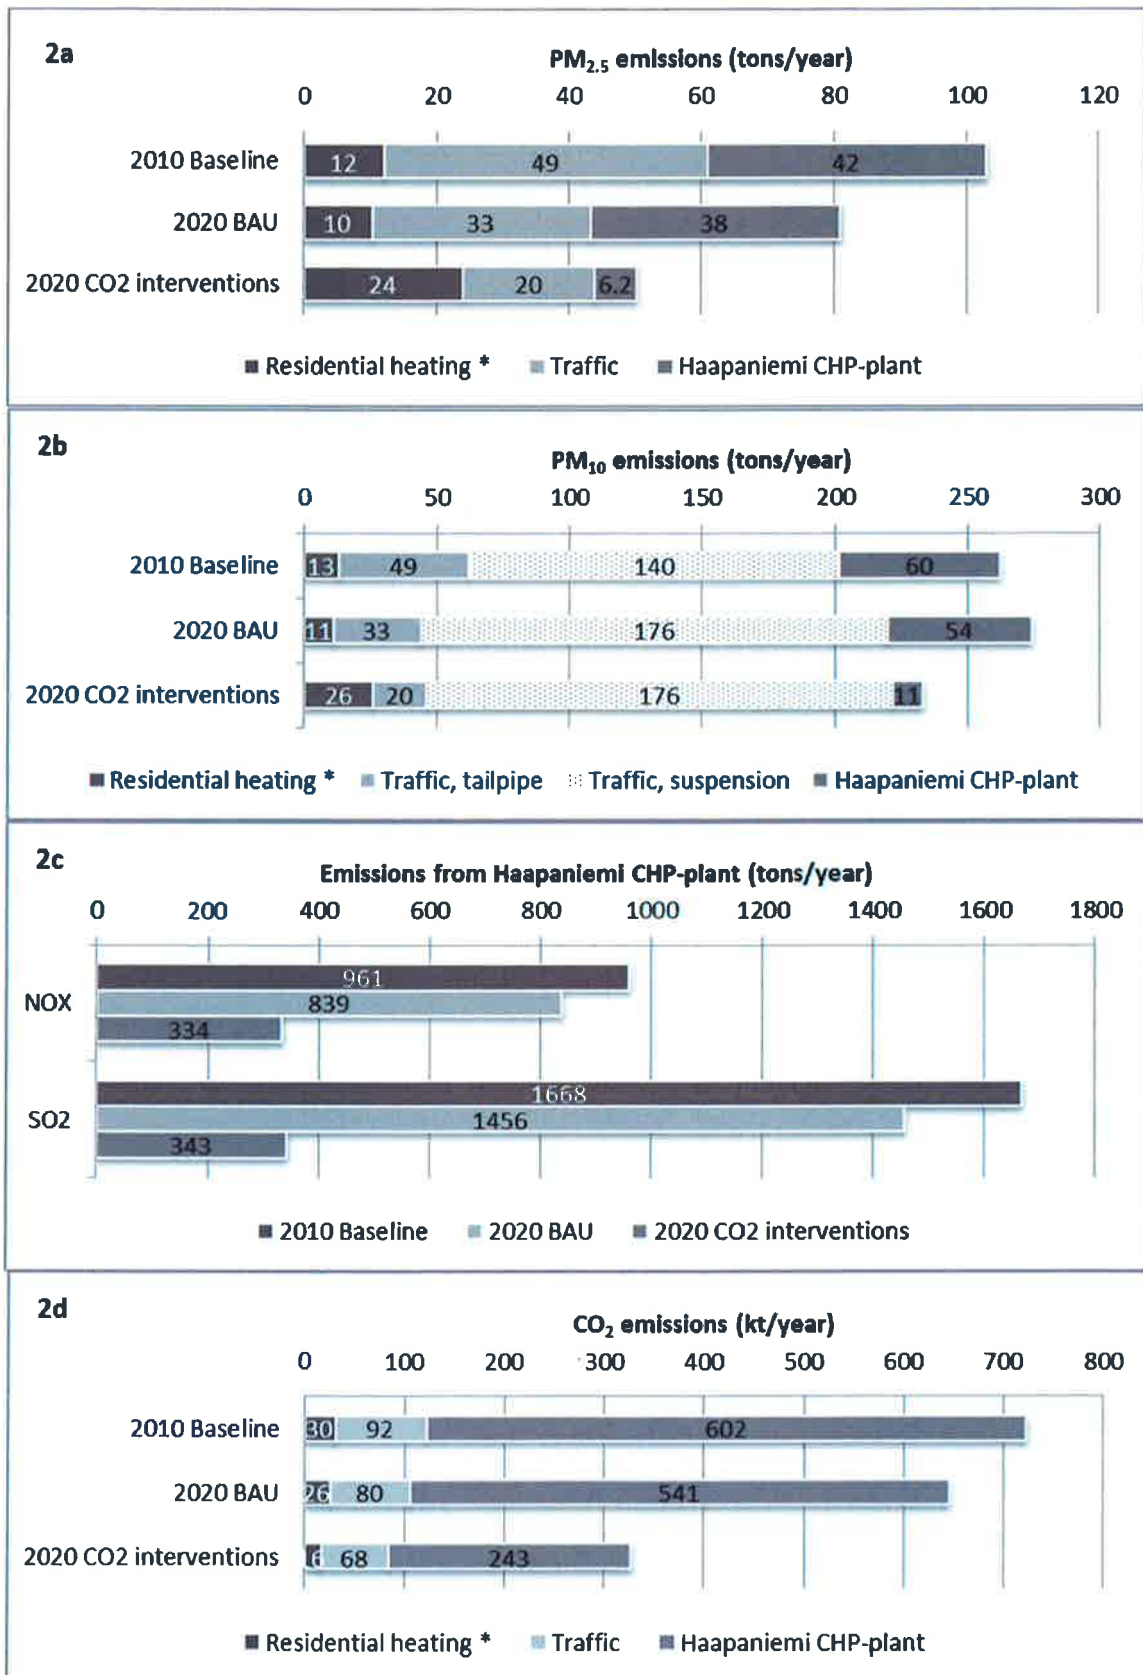 2a
PM2.5 emissions (tons/year)
0 20 40 60 80 100 120
2010 Baseline 12 49 42
2020 BAU 10 33 38
2020 CO2 interventions 24 20 6.2
Residential heating * Traffic Haapaniemi CHP-plant
2b
PM10 emissions (tons/year)
0 50 100 150 200 250 300
2010 Baseline 13 49 140 60
2020 BAU 11 33 176 54
2020 CO2 interventions 26 20 176 11
Residential heating * Traffic, tailpipe Traffic, suspension Haapaniemi CHP-plant
2c
Emissions from Haapaniemi CHP-plant (tons/year)
0 200 400 600 800 1000 1200 1400 1600 1800
961
NOX 839
334
1668
SO2 1456
343
2010 Baseline 2020 BAU 2020 CO2 interventions
2d
CO2 emissions (kt/year)
0 100 200 300 400 500 600 700 800
2010 Baseline 30 92 602
2020 BAU 26 80 541
2020 CO2 interventions 16 68 243
Residential heating * Traffic Haapaniemi CHP-plant